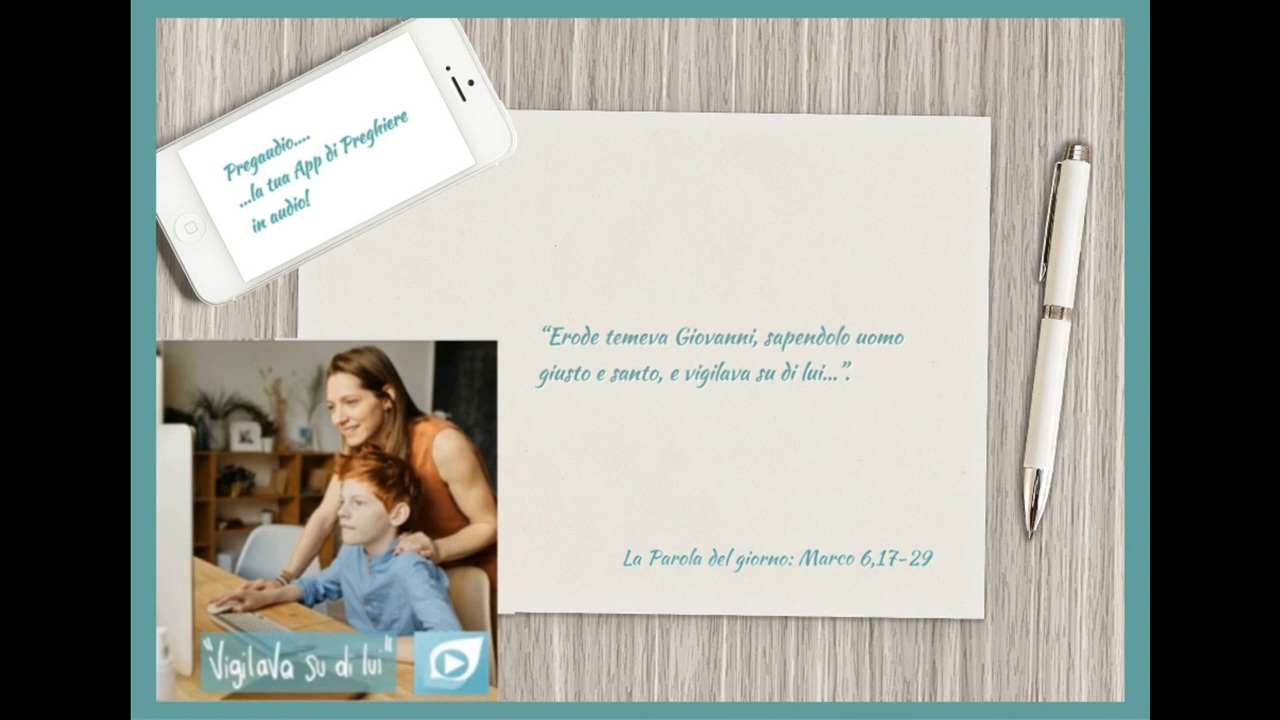 Pregaudio....
...la tua App di Preghiere
in audio!
“Erode temeva Giovanni, sapendolo uomo
giusto e santo, e vigilava su di lui...”.
La Parola del giorno: Marco 6,17-29
"Vigilava su di lui"